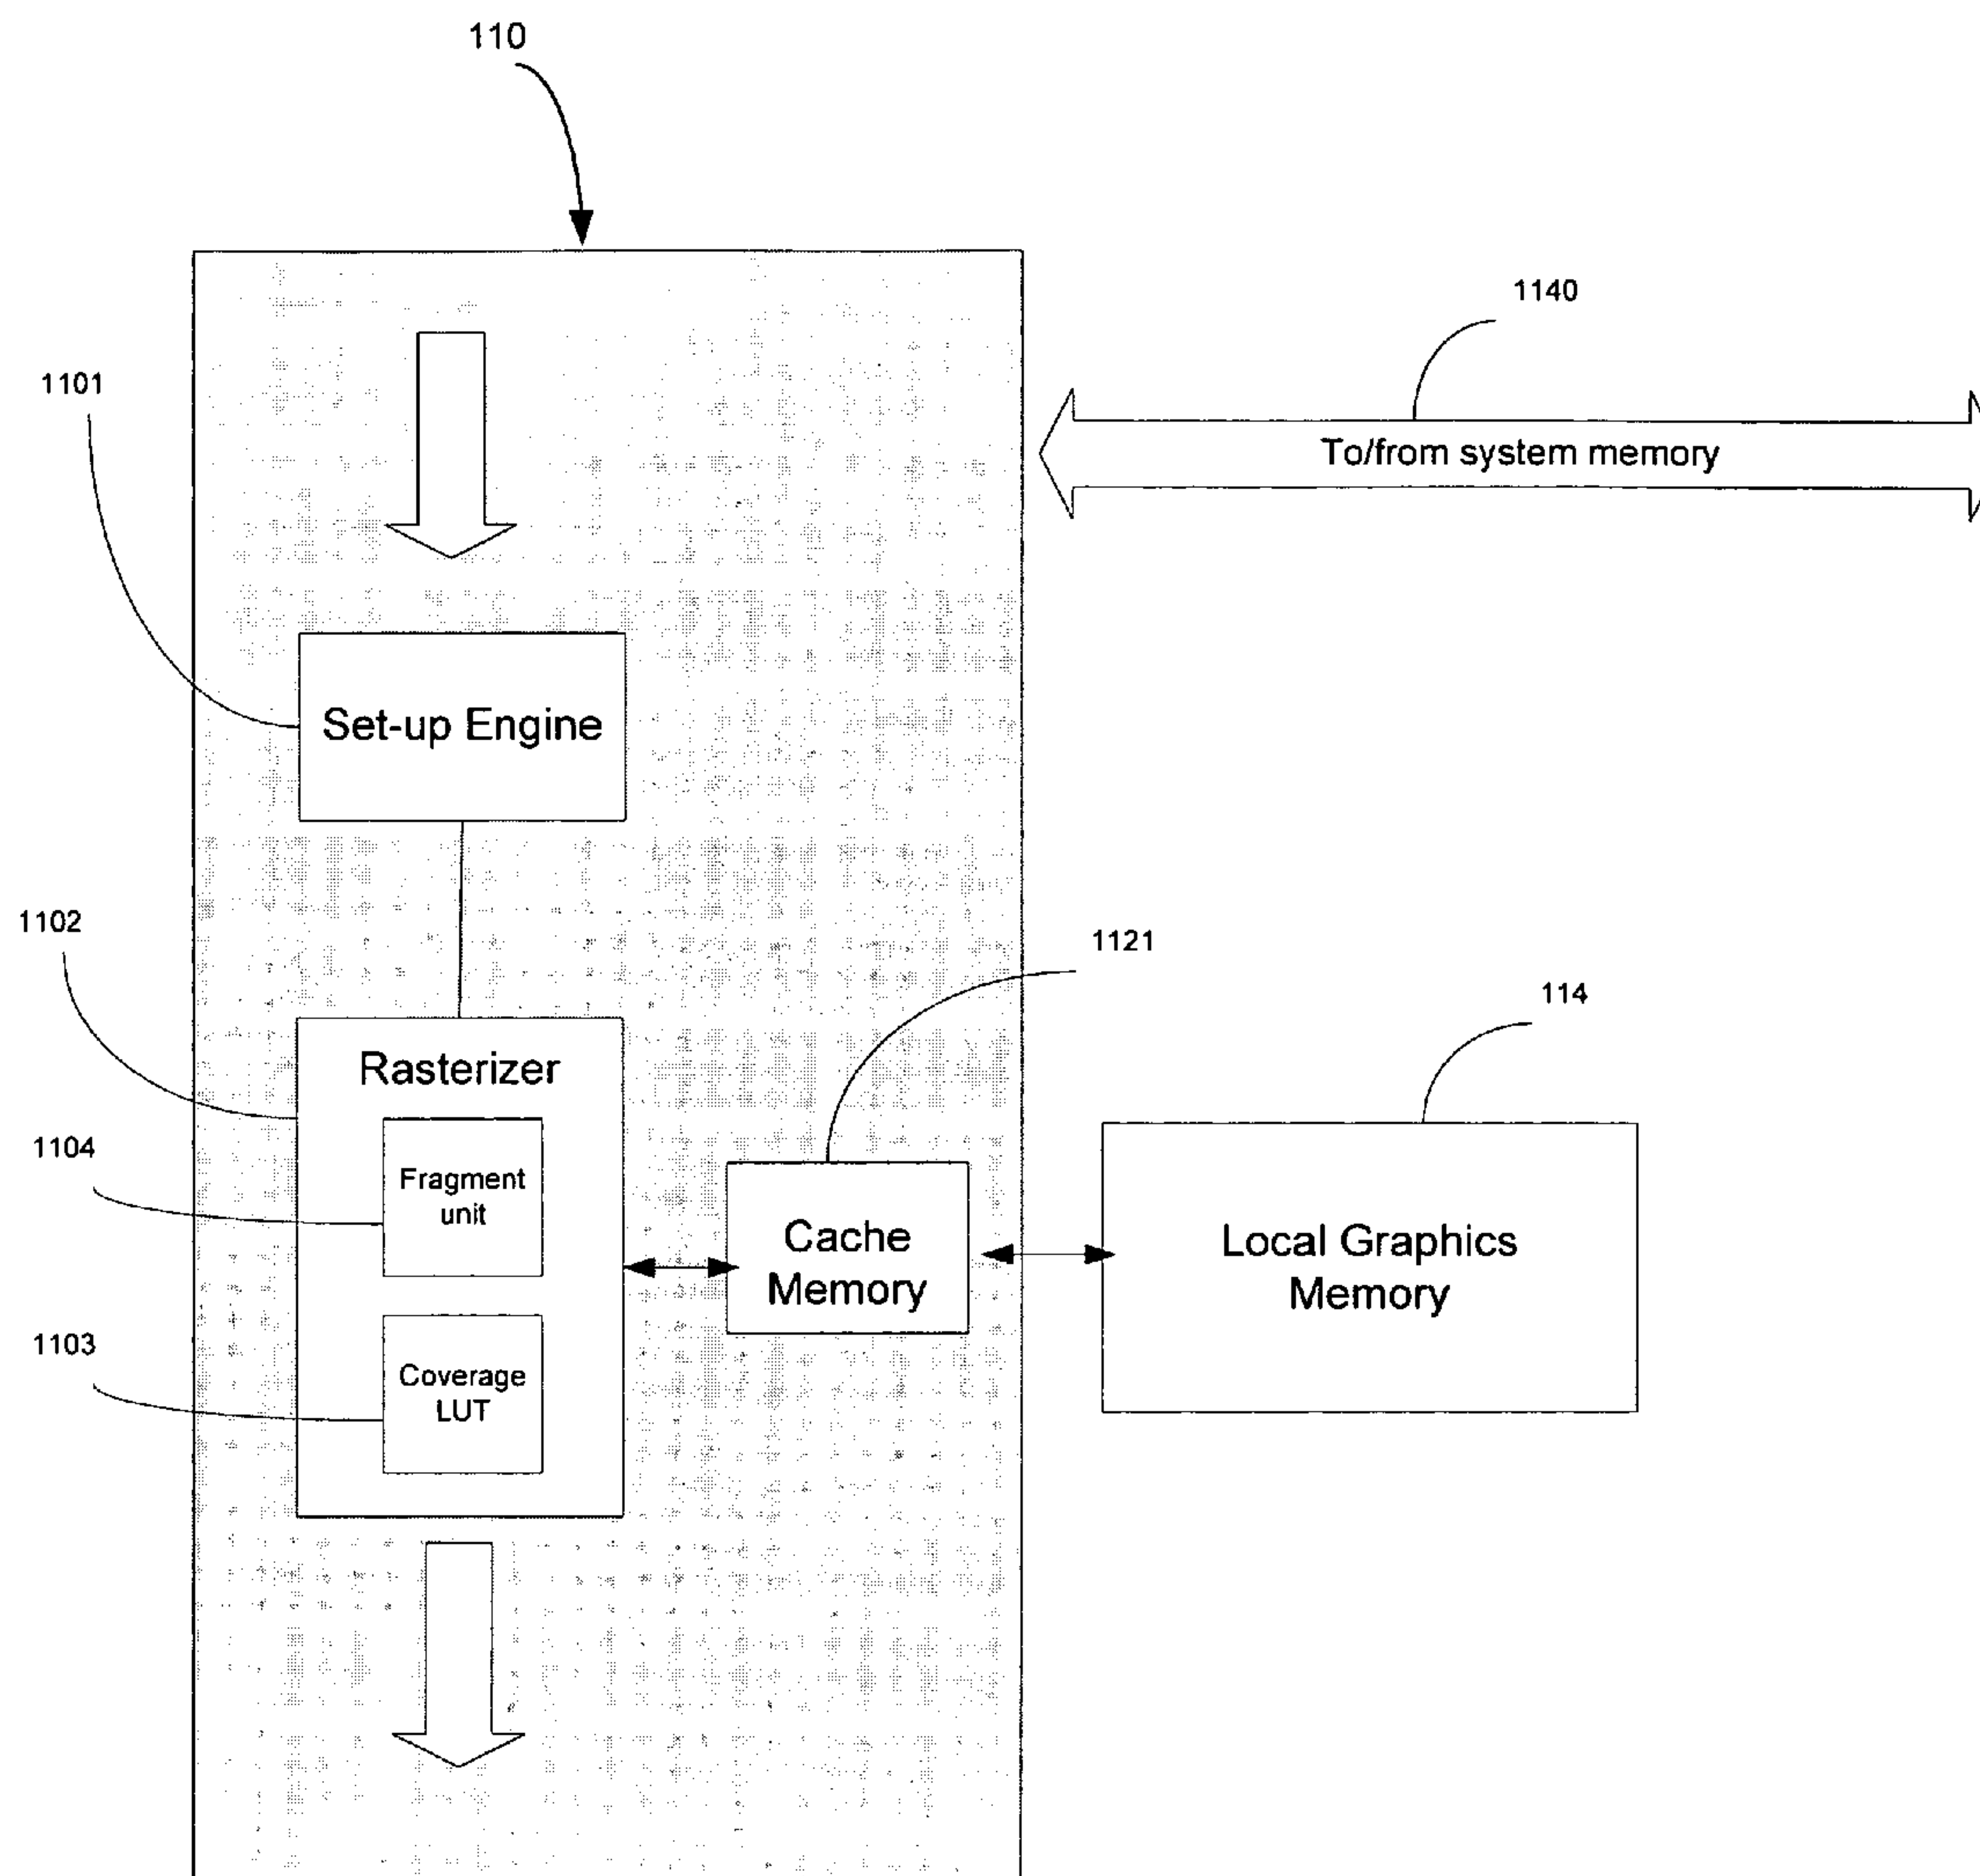 110
1140
To/from system memory
1101
Set-up Engine
1102
1121
114
Rasterizer
1104
Fragment
unit
Cache
Memory
Local Graphics
Memory
1103
Coverage
LUT